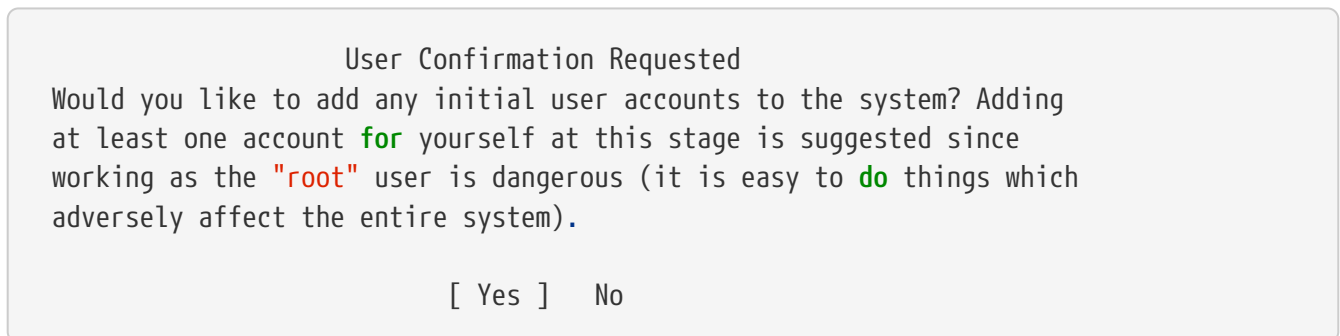 User Confirmation Requested
Would you like to add any initial user accounts to the system? Adding
at least one account for yourself at this stage is suggested since
working as the "root" user is dangerous (it is easy to do things which
adversely affect the entire system).
[ Yes ] No